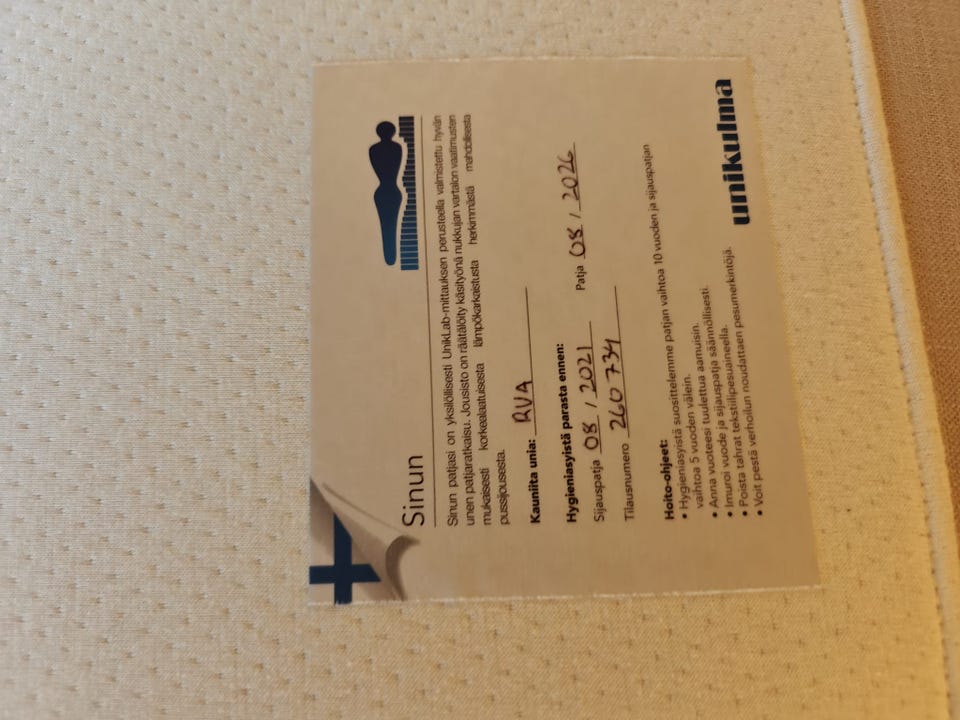 Sinun
Sinun patjasi on yksilöllisesti UnikLab-mittauksen perusteella valmistettu hyvän
unen patjaratkaisu. Jousisto on räätälöity käsityönä nukkujan vartalon vaatimusten
mukaisesti korkealaatuisesta lämpökarkaistusta herkimmästä mahdollisesta
pussijousesta.
Kauniita unia: RVA
Hygieniasyistä parasta ennen:
Sijauspatja 08 / 2021 Patja 08 / 2026
Tilausnumero 260734
Hoito-ohjeet:
• Hygieniasyistä suosittelemme patjan vaihtoa 10 vuoden ja sijauspatjan
vaihtoa 5 vuoden välein.
• Anna vuoteesi tuulettua aamuisin.
• Imuroi vuode ja sijauspatja säännöllisesti.
• Poista tahrat tekstiilipesuaineella.
• Voit pestä verhoilun noudattaen pesumerkintöjä.
unikulma